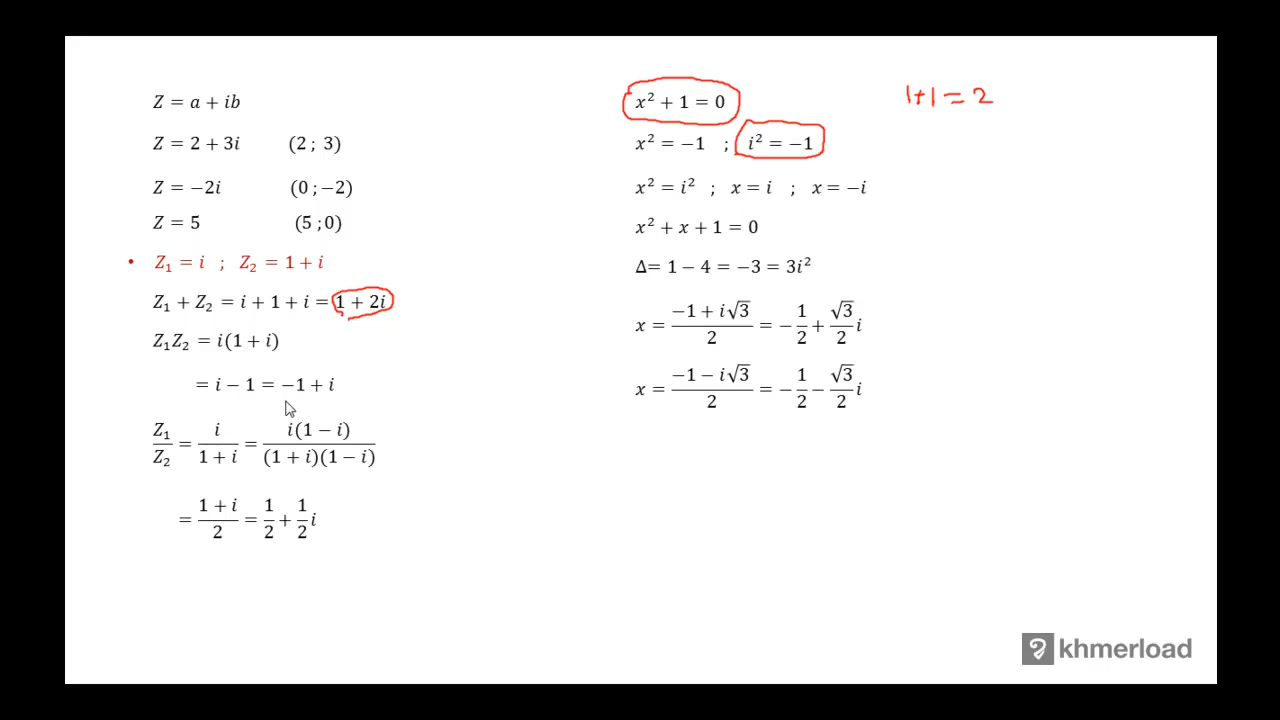 Z = a + ib
Z = 2 + 3i (2 ; 3)
Z = −2i (0 ; −2)
Z = 5 (5 ; 0)
• Z₁ = i ; Z₂ = 1 + i
Z₁ + Z₂ = i + 1 + i = 1 + 2i
Z₁Z₂ = i(1 + i)
= i − 1 = −1 + i
Z₁/Z₂ = i/(1 + i) = i(1 − i)/(1 + i)(1 − i)
= (1 + i)/2 = 1/2 + 1/2 i
x² + 1 = 0
x² = −1 ; i² = −1
x² = i² ; x = i ; x = −i
x² + x + 1 = 0
Δ= 1 − 4 = −3 = 3i²
x = (−1 + i√3)/2 = −1/2 + √3/2 i
x = (−1 − i√3)/2 = −1/2 − √3/2 i
1+1=2
khmerload